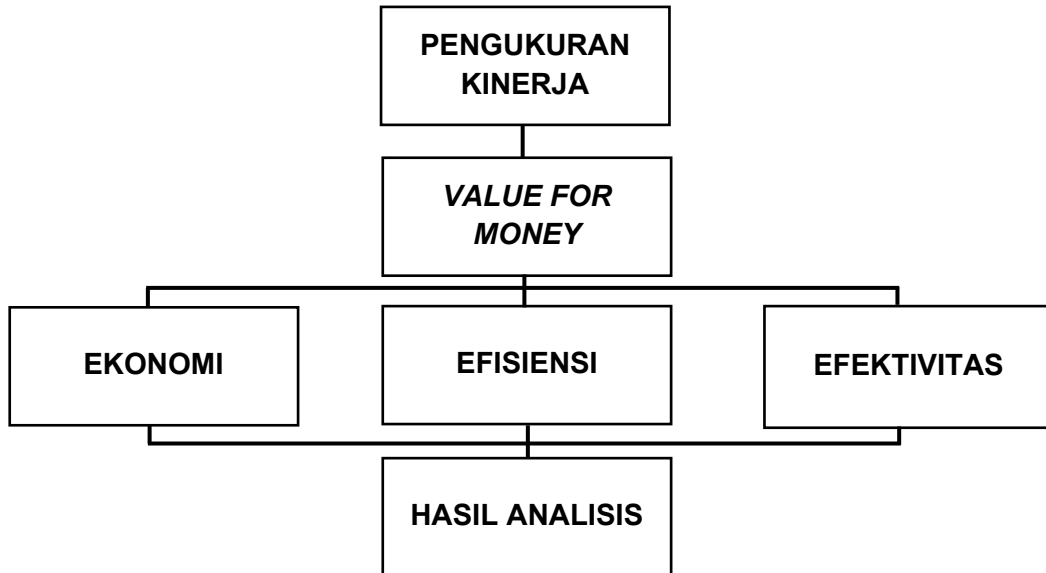 PENGUKURAN
KINERJA
VALUE FOR
MONEY
EKONOMI
EFISIENSI
EFEKTIVITAS
HASIL ANALISIS